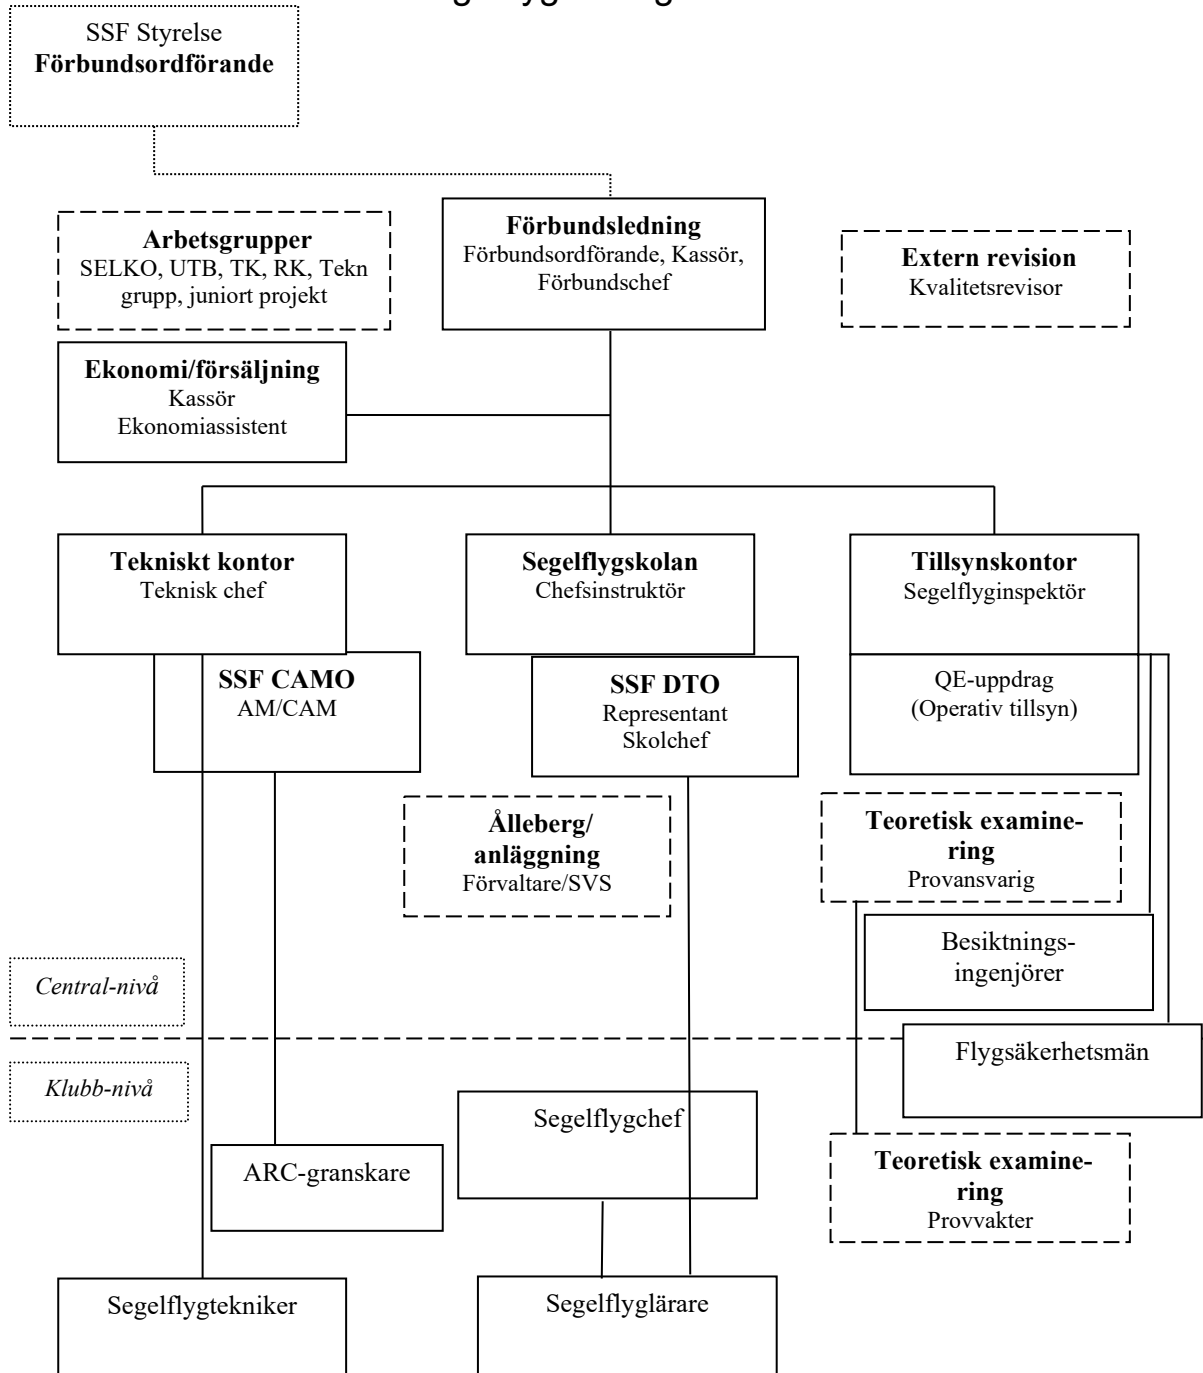 SSF Styrelse
Förbundsordförande
Arbetsgrupper
SELKO, UTB, TK, RK, Tekn
grupp, juniort projekt
Förbundsledning
Förbundsordförande, Kassör,
Förbundschef
Extern revision
Kvalitetsrevisor
Ekonomi/försäljning
Kassör
Ekonomiassistent
Tekniskt kontor
Teknisk chef
Segelflygskolan
Chefsinstruktör
Tillsynskontor
Segelflyginspektör
SSF CAMO
AM/CAM
SSF DTO
Representant
Skolchef
QE-uppdrag
(Operativ tillsyn)
Ålleberg/
anläggning
Förvaltare/SVS
Teoretisk examine-
ring
Provansvarig
Besiktnings-
ingenjörer
Central-nivå
Flygsäkerhetsmän
Klubb-nivå
Segelflygchef
ARC-granskare
Teoretisk examine-
ring
Provvakter
Segelflygtekniker
Segelflyglärare